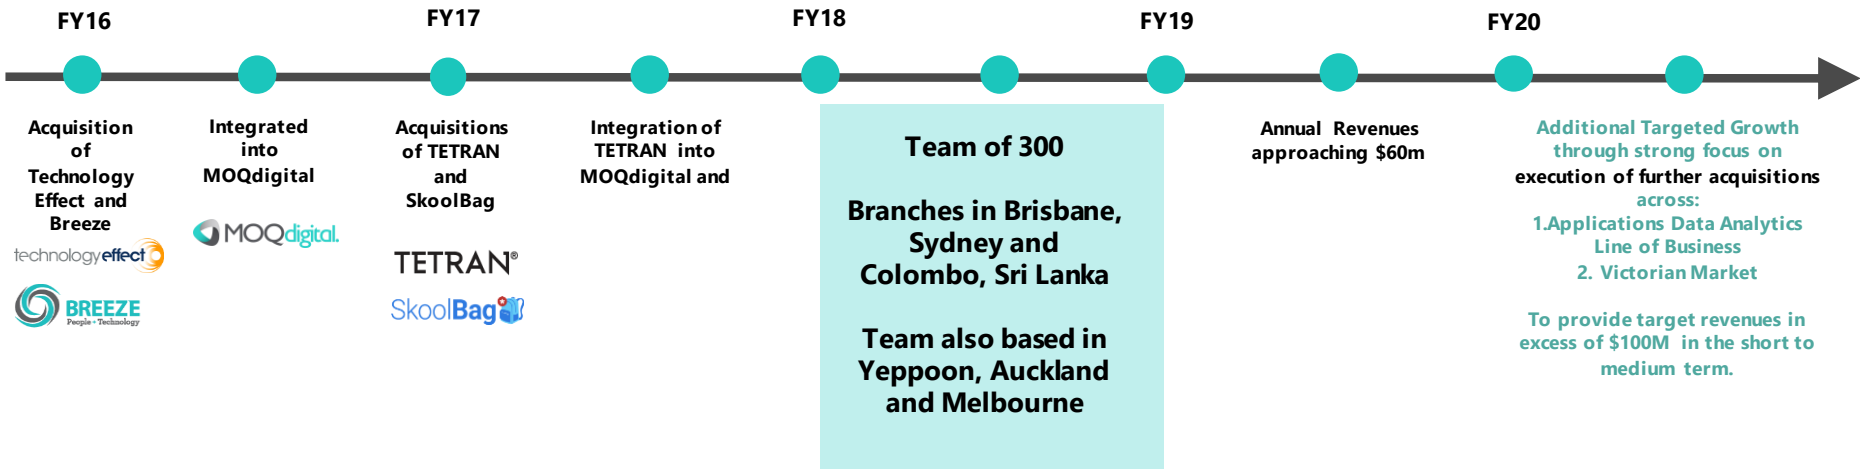 FY16
FY17
FY18
FY19
FY20
Acquisition
of
Technology
Effect and
Breeze
technologyeffect
BREEZE
People • Technology
Integrated
into
MOQdigital
MOQdigital.
Acquisitions
of TETRAN
and
SkoolBag
TETRAN®
SkoolBag
Integration of
TETRAN into
MOQdigital and
Team of 300
Branches in Brisbane,
Sydney and
Colombo, Sri Lanka
Team also based in
Yeppoon, Auckland
and Melbourne
Annual Revenues
approaching $60m
Additional Targeted Growth
through strong focus on
execution of further acquisitions
across:
1.Applications Data Analytics
Line of Business
2. Victorian Market
To provide target revenues in
excess of $100M in the short to
medium term.